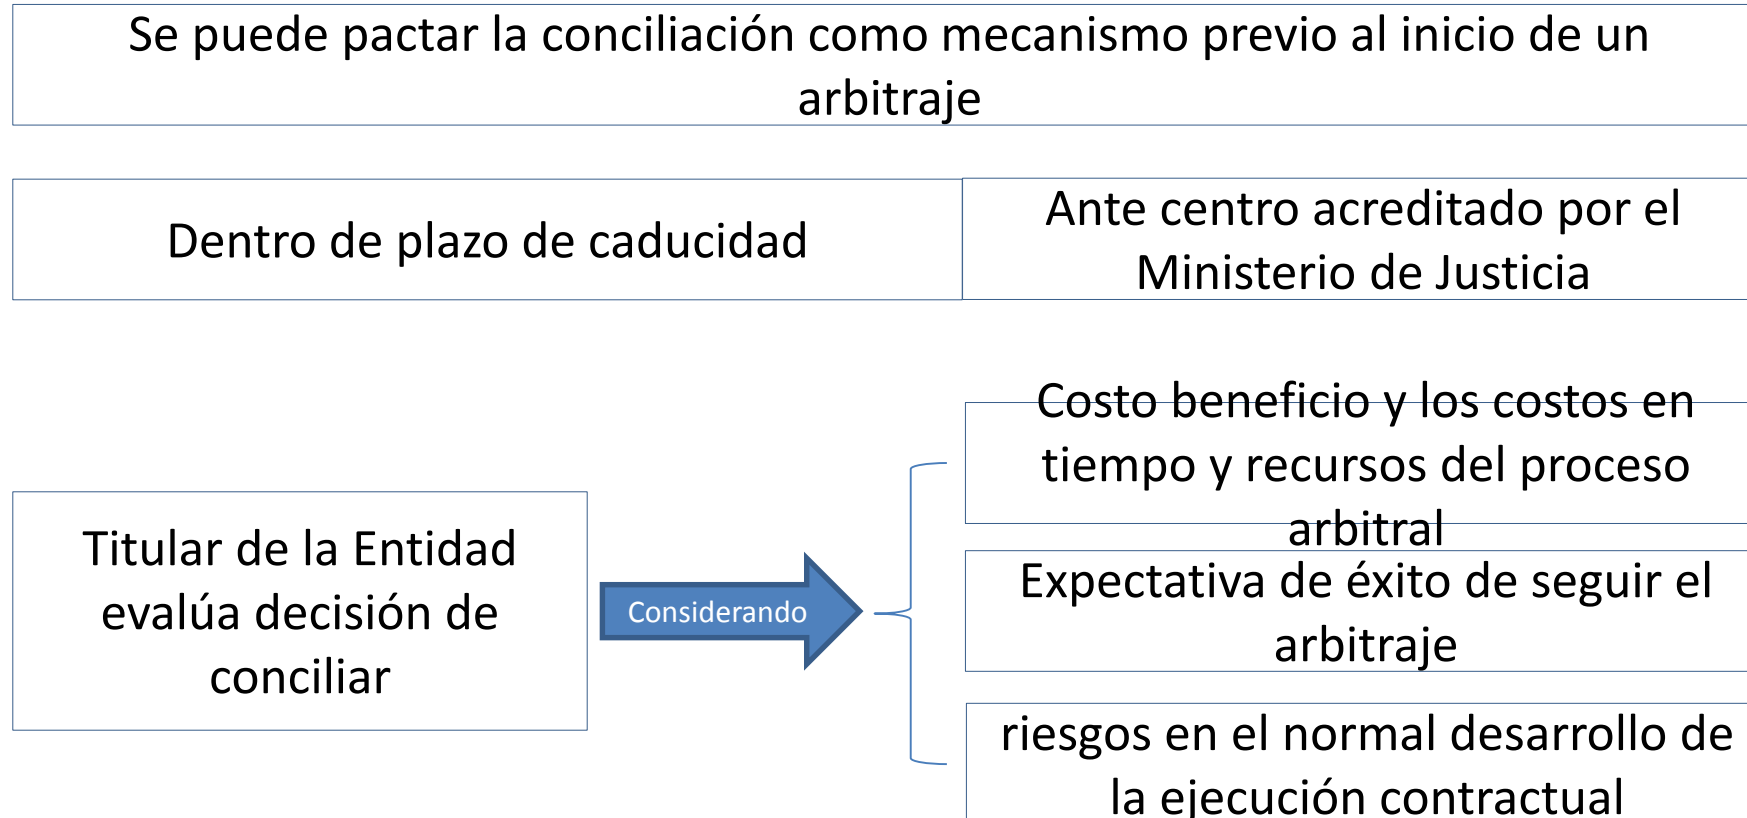 Se puede pactar la conciliación como mecanismo previo al inicio de un
arbitraje
Dentro de plazo de caducidad
Ante centro acreditado por el
Ministerio de Justicia
Titular de la Entidad
evalúa decisión de
conciliar
Considerando
Costo beneficio y los costos en
tiempo y recursos del proceso
arbitral
Expectativa de éxito de seguir el
arbitraje
riesgos en el normal desarrollo de
la ejecución contractual